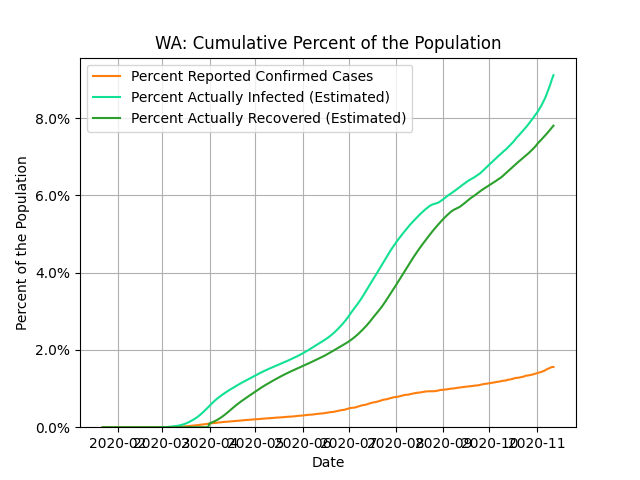 WA: Cumulative Percent of the Population
Percent Reported Confirmed Cases
Percent Actually Infected (Estimated)
Percent Actually Recovered (Estimated)
Percent of the Population
8.0%
6.0%
4.0%
2.0%
0.0%
2020-02 2020-03 2020-04 2020-05 2020-06 2020-07 2020-08 2020-09 2020-10 2020-11
Date